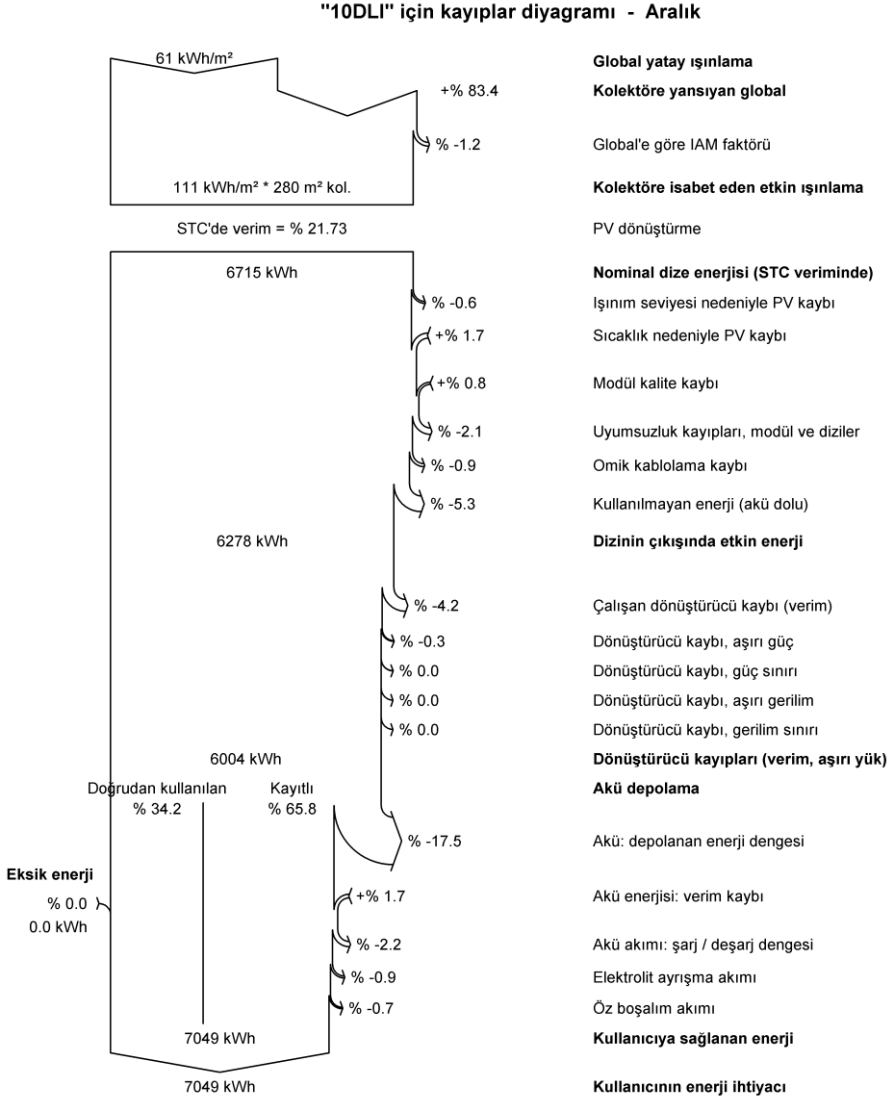 "10DLI" için kayıplar diyagramı - Aralık
61 kWh/m² Global yatay ışınlama
+% 83.4 Kolektöre yansıyan global
% -1.2 Global'e göre IAM faktörü
111 kWh/m² * 280 m² kol. Kolektöre isabet eden etkin ışınlama
STC'de verim = % 21.73 PV dönüştürme
6715 kWh Nominal dize enerjisi (STC veriminde)
% -0.6 Işınım seviyesi nedeniyle PV kaybı
+% 1.7 Sıcaklık nedeniyle PV kaybı
+% 0.8 Modül kalite kaybı
% -2.1 Uyumsuzluk kayıpları, modül ve diziler
% -0.9 Omik kablolama kaybı
% -5.3 Kullanılmayan enerji (akü dolu)
6278 kWh Dizinin çıkışında etkin enerji
% -4.2 Çalışan dönüştürücü kaybı (verim)
% -0.3 Dönüştürücü kaybı, aşırı güç
% 0.0 Dönüştürücü kaybı, güç sınırı
% 0.0 Dönüştürücü kaybı, aşırı gerilim
% 0.0 Dönüştürücü kaybı, gerilim sınırı
6004 kWh Dönüştürücü kayıpları (verim, aşırı yük)
Doğrudan kullanılan Kayıtlı Akü depolama
% 34.2 % 65.8
% -17.5 Akü: depolanan enerji dengesi
Eksik enerji
% 0.0 +% 1.7 Akü enerjisi: verim kaybı
0.0 kWh
% -2.2 Akü akımı: şarj / deşarj dengesi
% -0.9 Elektrolit ayrışma akımı
% -0.7 Öz boşalım akımı
7049 kWh Kullanıcıya sağlanan enerji
7049 kWh Kullanıcının enerji ihtiyacı